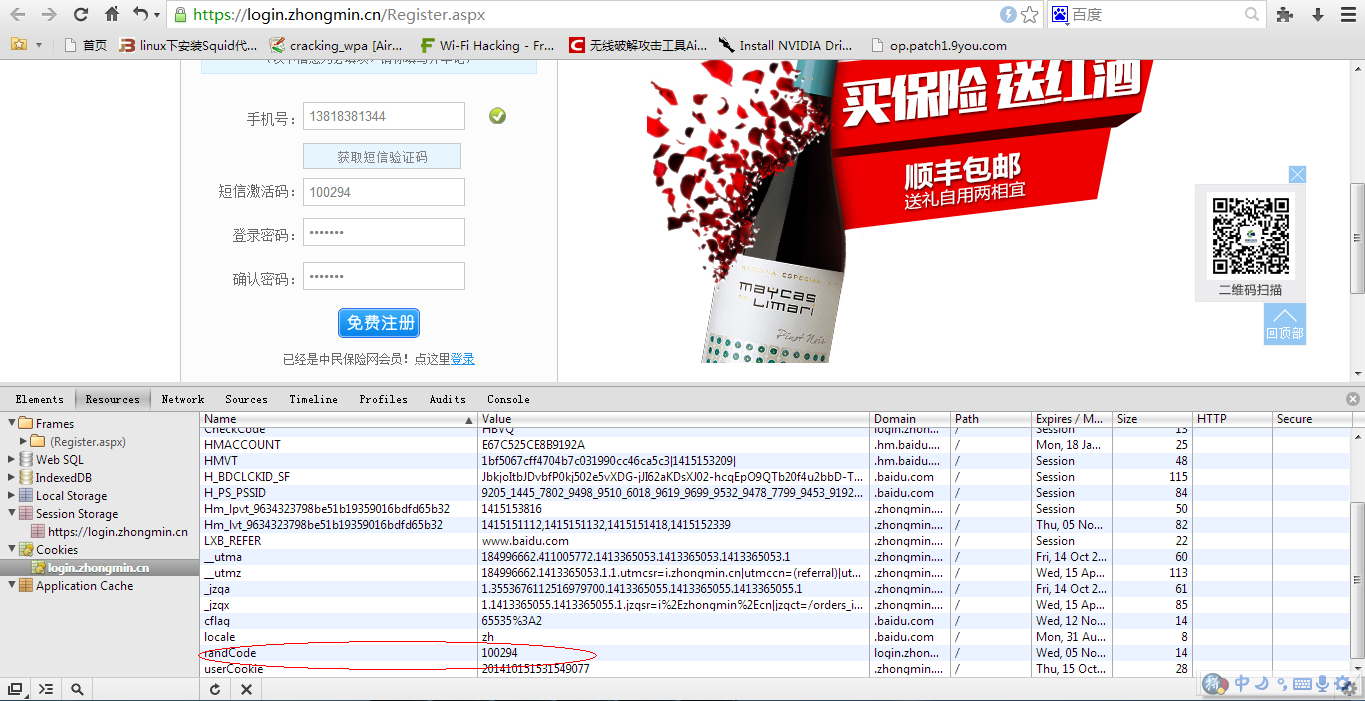 https://login.zhongmin.cn/Register.aspx
百度
首页
linux下安装Squid代...
cracking_wpa [Air...
Wi-Fi Hacking - Fr...
无线破解攻击工具Ai...
Install NVIDIA Dri...
op.patch1.9you.com
手机号：
13818381344
获取短信验证码
短信激活码：
100294
登录密码：
•••••••
确认密码：
•••••••
免费注册
已经是中民保险网会员！点这里登录
买保险 送红酒
顺丰包邮
送礼自用两相宜
RESERVA ESPECIAL
maycas
Limari
Pinot Noir
二维码扫描
回顶部
Elements Resources Network Sources Timeline Profiles Audits Console
Frames
(Register.aspx)
Web SQL
IndexedDB
Local Storage
Session Storage
https://login.zhongmin.cn
Cookies
login.zhongmin.cn
Application Cache
Name Value Domain Path Expires / M... Size HTTP Secure
CheckCode HBVQ login.zhon... / Session 13
HMACCOUNT E67C525CE8B9192A .hm.baidu.... / Mon, 18 Ja... 25
HMVT 1bf5067cff4704b7c031990cc46ca5c3|1415153209| .hm.baidu.... / Session 48
H_BDCLCKID_SF JbkjoItbJDvbfP0kj502e5vXDG-jJI62aKDsXJ02-hcqEpO9QTb20f4u2bbD-T... .baidu.com / Session 115
H_PS_PSSID 9205_1445_7802_9498_9510_6018_9619_9699_9532_9478_7799_9453_9192... .baidu.com / Session 84
Hm_lpvt_9634323798be51b19359016bdfd65b32 1415153816 .zhongmin.... / Session 50
Hm_lvt_9634323798be51b19359016bdfd65b32 1415151112,1415151132,1415151418,1415152339 .zhongmin.... / Thu, 05 Nov... 82
LXB_REFER www.baidu.com .zhongmin.... / Session 22
__utma 184996662.411005772.1413365053.1413365053.1413365053.1 .zhongmin.... / Fri, 14 Oct 2... 60
__utmz 184996662.1413365053.1.1.utmcsr=i.zhongmin.cn|utmccn=(referral)|ut... .zhongmin.... / Wed, 15 Ap... 113
_jzqa 1.3553676112516979700.1413365055.1413365055.1413365055.1 .zhongmin.... / Fri, 14 Oct 2... 61
_jzqx 1.1413365055.1413365055.1.jzqsr=i%2Ezhongmin%2Ecn|jzqct=/orders_i... .zhongmin.... / Wed, 15 Ap... 85
cflag 65535%3A2 .baidu.com / Wed, 12 No... 14
locale zh .baidu.com / Mon, 31 Au... 8
randCode 100294 login.zhon... / Wed, 05 Nov... 14
userCookie 201410151531549077 .zhongmin.... / Thu, 15 Oct... 28
中